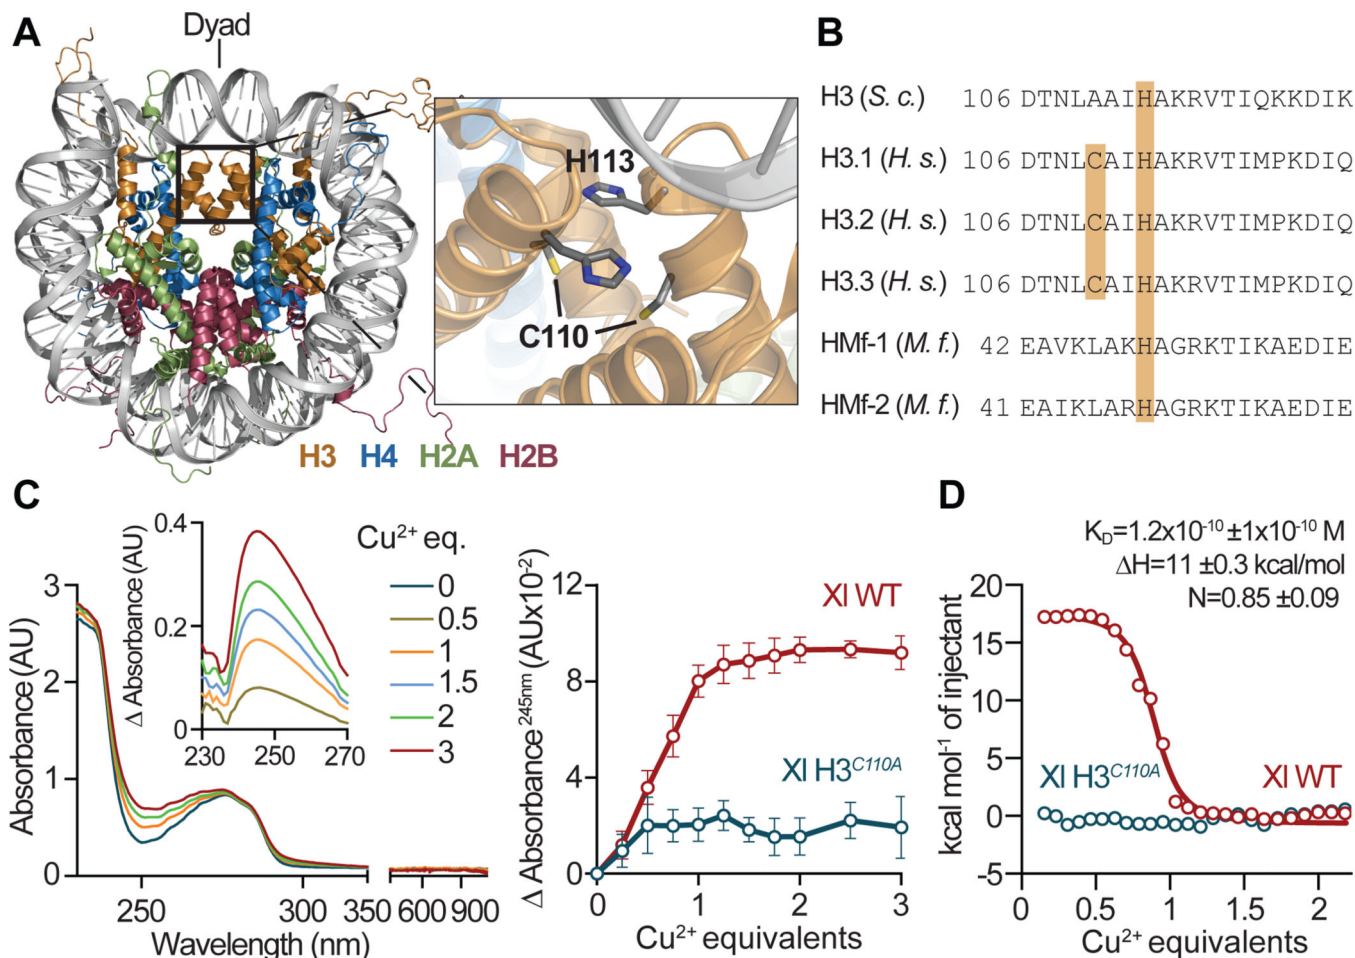 A
Dyad
H113
C110
H3 H4 H2A H2B
B
H3 (S. c.) 106 DTNLAAIHAKRVTIQKKDIK
H3.1 (H. s.) 106 DTNLCAIHAKRVTIMPKDIQ
H3.2 (H. s.) 106 DTNLCAIHAKRVTIMPKDIQ
H3.3 (H. s.) 106 DTNLCAIHAKRVTIMPKDIQ
HMf-1 (M. f.) 42 EAVKLAKHAGRKTIKAEDIE
HMf-2 (M. f.) 41 EAIKLARHAGRKTIKAEDIE
C
Absorbance (AU)
3
2
1
0
250 300 350 600 900
Wavelength (nm)
Δ Absorbance (AU)
0.4
0.2
0
230 250 270
Cu²⁺ eq.
0
0.5
1
1.5
2
3
Δ Absorbance ²⁴⁵ⁿᵐ (AUx10⁻²)
12
8
4
0
XI WT
XI H3ᶜ¹¹⁰ᴬ
0 1 2 3
Cu²⁺ equivalents
D
K_D=1.2x10⁻¹⁰ ±1x10⁻¹⁰ M
ΔH=11 ±0.3 kcal/mol
N=0.85 ±0.09
kcal mol⁻¹ of injectant
20
15
10
5
0
-5
XI H3ᶜ¹¹⁰ᴬ
XI WT
0 0.5 1 1.5 2
Cu²⁺ equivalents